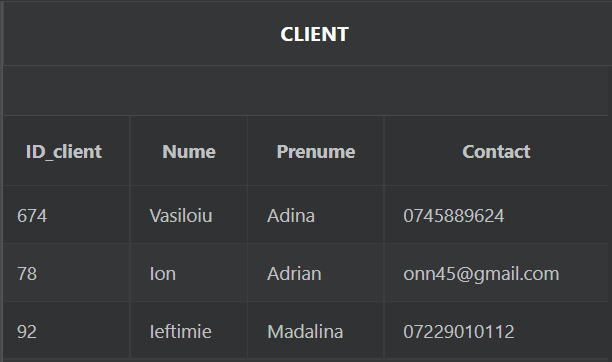 CLIENT
ID_client Nume Prenume Contact
674 Vasiloiu Adina 0745889624
78 Ion Adrian onn45@gmail.com
92 Ieftimie Madalina 07229010112